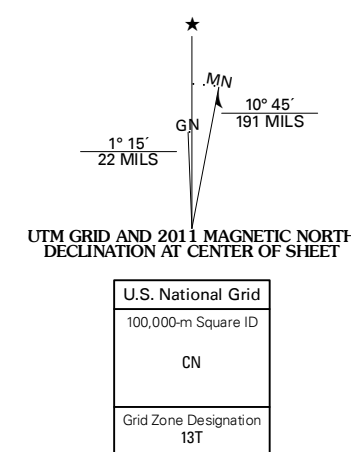 ★
MN
10° 45´
191 MILS
GN
1° 15´
22 MILS
UTM GRID AND 2011 MAGNETIC NORTH
DECLINATION AT CENTER OF SHEET
U.S. National Grid
100,000-m Square ID
CN
Grid Zone Designation
13T